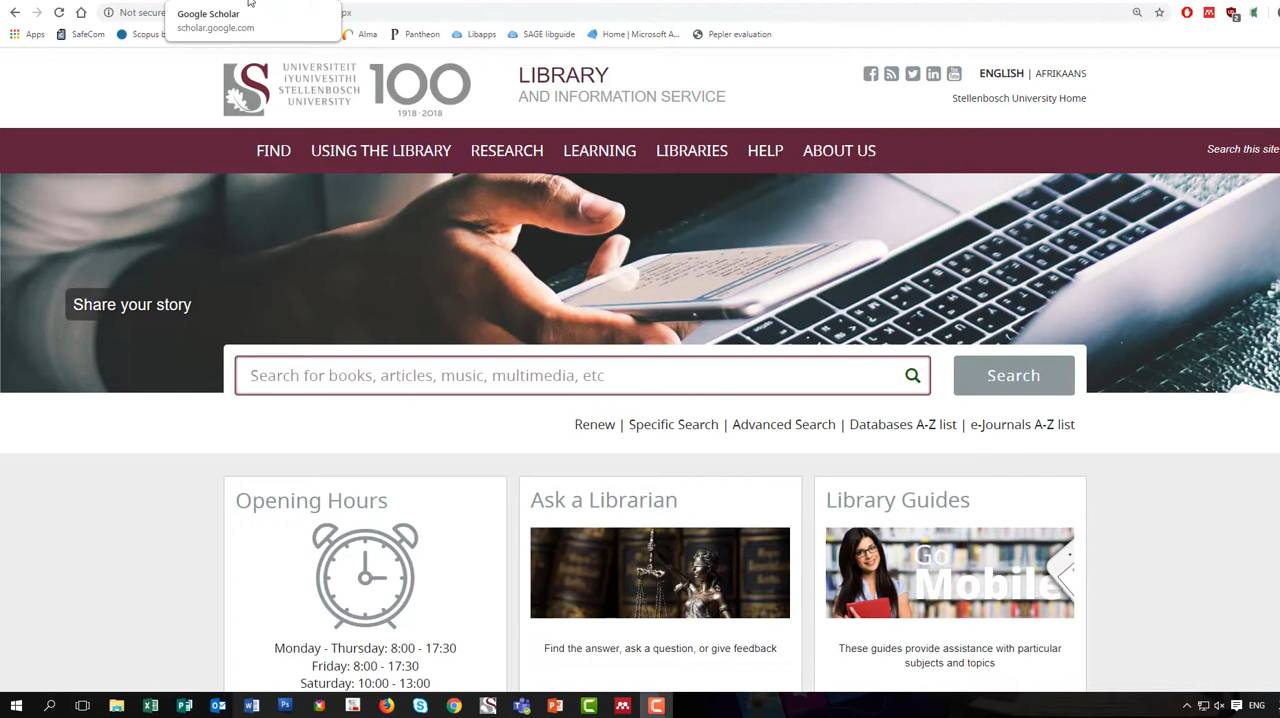 Google Scholar
scholar.google.com
Not secure
px
Apps
SafeCom
Scopus
Alma
Pantheon
Libapps
SAGE libguide
Home | Microsoft A...
Pepler evaluation
UNIVERSITEIT
iYUNIVESITHI
STELLENBOSCH
UNIVERSITY
100
1918 · 2018
LIBRARY
AND INFORMATION SERVICE
ENGLISH | AFRIKAANS
Stellenbosch University Home
FIND
USING THE LIBRARY
RESEARCH
LEARNING
LIBRARIES
HELP
ABOUT US
Search this site
Share your story
Search for books, articles, music, multimedia, etc
Search
Renew | Specific Search | Advanced Search | Databases A-Z list | e-Journals A-Z list
Opening Hours
Monday - Thursday: 8:00 - 17:30
Friday: 8:00 - 17:30
Saturday: 10:00 - 13:00
Ask a Librarian
Find the answer, ask a question, or give feedback
Library Guides
Go
Mobile
These guides provide assistance with particular
subjects and topics
ENG